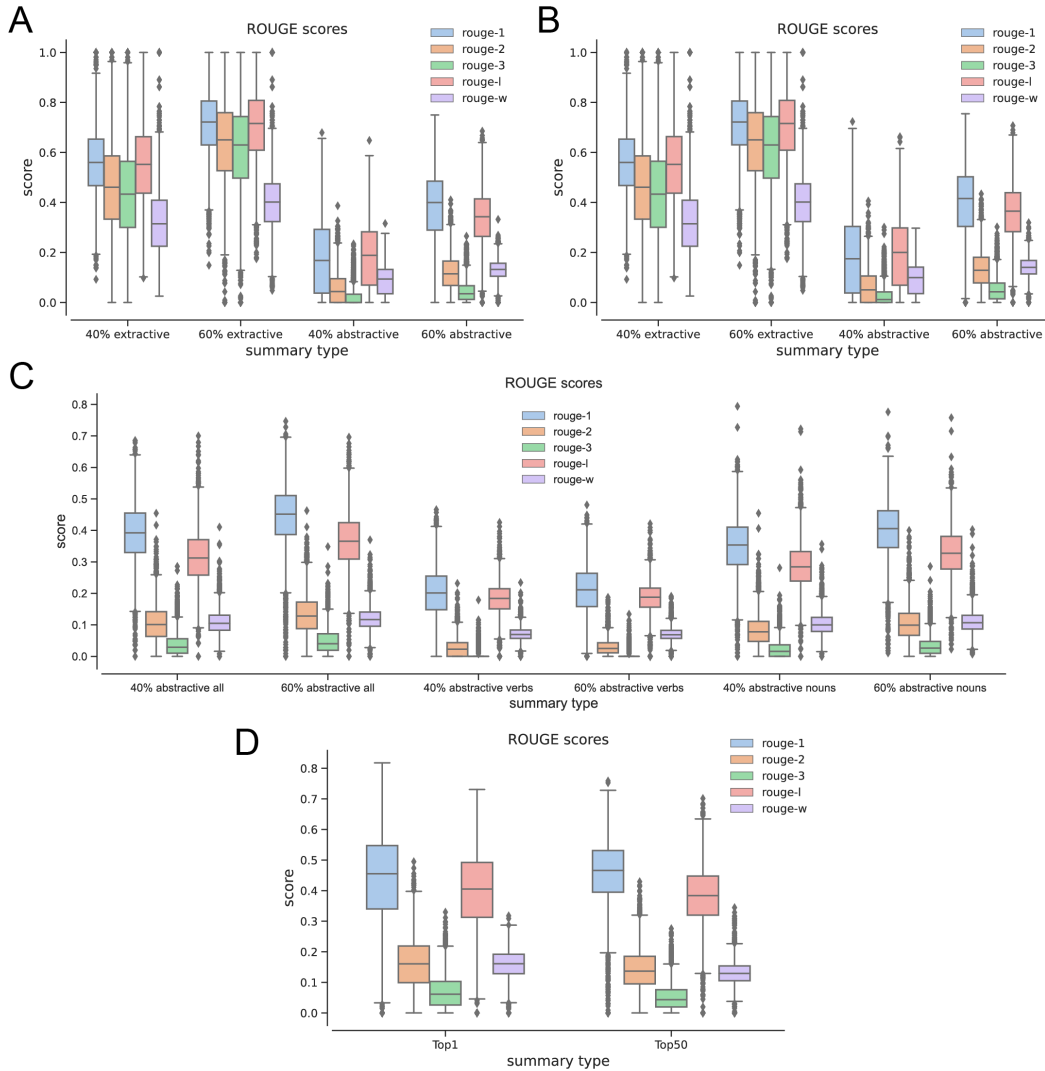 A
ROUGE scores
rouge-1
rouge-2
rouge-3
rouge-l
rouge-w
1.0
0.8
0.6
0.4
0.2
0.0
score
40% extractive
60% extractive
40% abstractive
60% abstractive
summary type
B
ROUGE scores
rouge-1
rouge-2
rouge-3
rouge-l
rouge-w
1.0
0.8
0.6
0.4
0.2
0.0
score
40% extractive
60% extractive
40% abstractive
60% abstractive
summary type
C
ROUGE scores
rouge-1
rouge-2
rouge-3
rouge-l
rouge-w
0.8
0.7
0.6
0.5
0.4
0.3
0.2
0.1
0.0
score
40% abstractive all
60% abstractive all
40% abstractive verbs
60% abstractive verbs
40% abstractive nouns
60% abstractive nouns
summary type
D
ROUGE scores
rouge-1
rouge-2
rouge-3
rouge-l
rouge-w
0.8
0.7
0.6
0.5
0.4
0.3
0.2
0.1
0.0
score
Top1
Top50
summary type